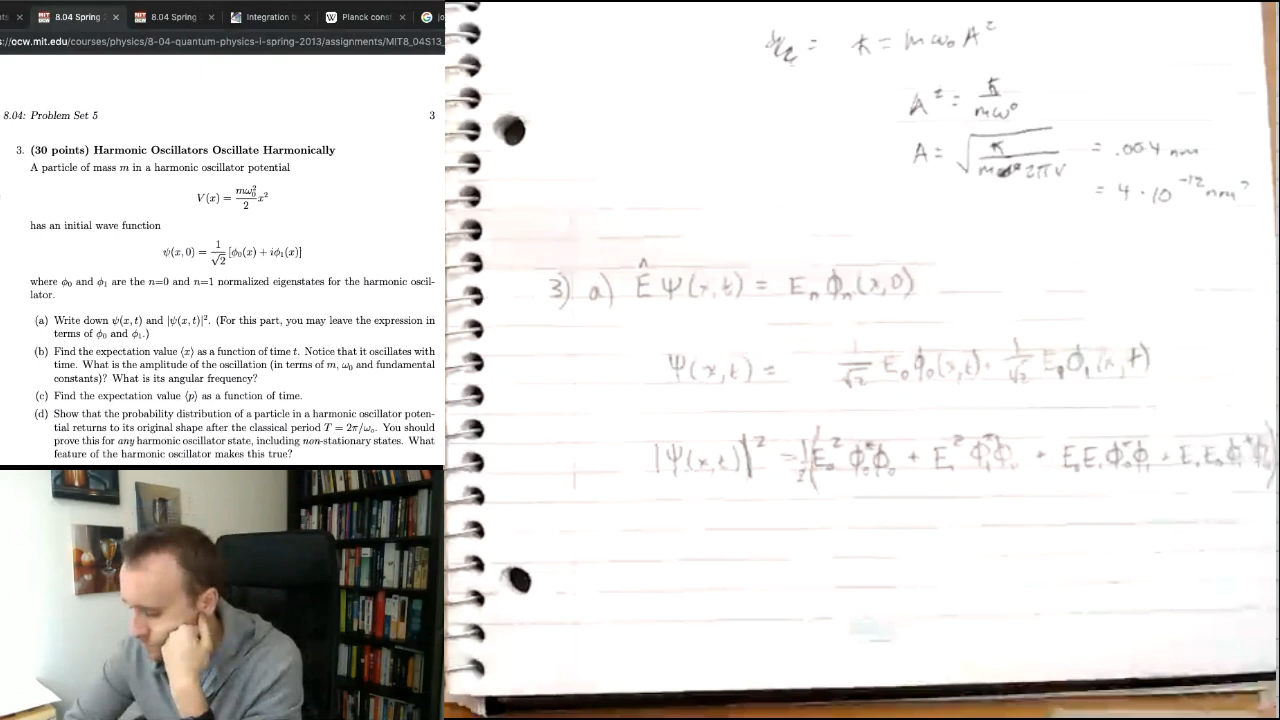 8.04 Spring
8.04 Spring
Integration
Planck cons
G jo
://ocw.mit.edu/courses/physics/8-04-quantum-physics-i-spring-2013/assignments/MIT8_04S13
8.04 Problem Set 5
3
3. (30 points) Harmonic Oscillators Oscillate Harmonically
A particle of mass m in a harmonic oscillator potential
V(x) = mω₀²/2 x²
has an initial wave function
ψ(x, 0) = 1/√2 [ϕ₀(x) + iϕ₁(x)]
where ϕ₀ and ϕ₁ are the n=0 and n=1 normalized eigenstates for the harmonic oscil-
lator.
(a) Write down ψ(x, t) and |ψ(x, t)|². (For this part, you may leave the expression in
terms of ϕ₀ and ϕ₁.)
(b) Find the expectation value ⟨x⟩ as a function of time t. Notice that it oscillates with
time. What is the amplitude of the oscillation (in terms of m, ω₀ and fundamental
constants)? What is its angular frequency?
(c) Find the expectation value ⟨p⟩ as a function of time.
(d) Show that the probability distribution of a particle in a harmonic oscillator poten-
tial returns to its original shape after the classical period T = 2π/ω₀. You should
prove this for any harmonic oscillator state, including non-stationary states. What
feature of the harmonic oscillator makes this true?
= ħ = mω₀A²
A² = ħ/mω⁰
A = √ħ/m 2πν = .004 nm
= 4 · 10⁻¹² nm?
3) a) Ê Ψ(x,t) = Eₙ ϕₙ(x,0)
Ψ(x,t) = 1/√2 E₀ ϕ₀(x,t) + 1/√2 E₁ ϕ₁(x,t)
|Ψ(x,t)|² = 1/2 (E₀² ϕ₀*ϕ₀ + E₁² ϕ₁*ϕ₁ + E₀E₁ϕ₀*ϕ₁ + E₁E₀ϕ₁*ϕ₀)